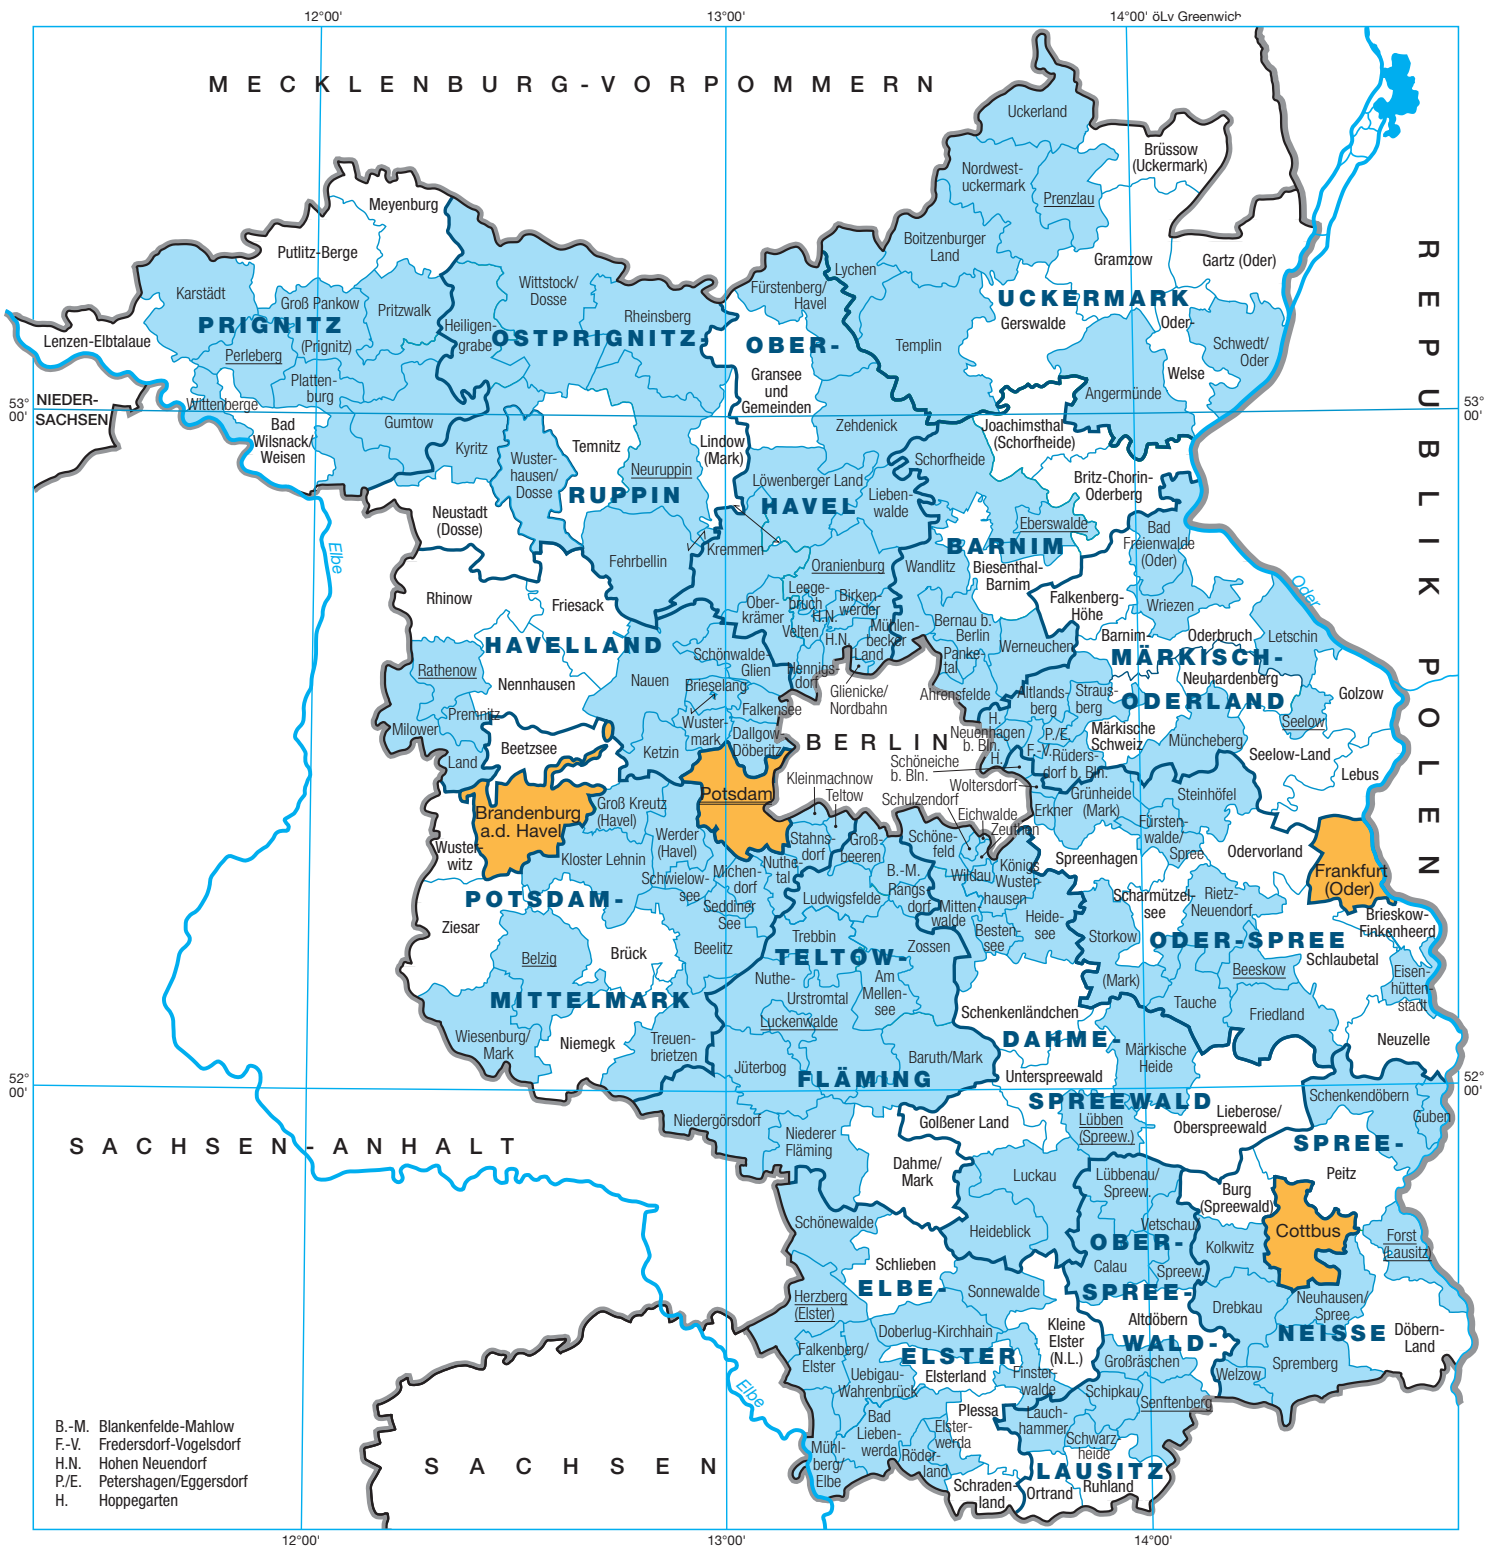 12°00'
13°00'
14°00' öLv Greenwich
MECKLENBURG-VORPOMMERN
Uckerland
Brüssow
(Uckermark)
Nordwest-
uckermark
Prenzlau
Meyenburg
Putlitz-Berge
Boitzenburger
Land
Gramzow
Gartz (Oder)
Lychen
Karstädt
Wittstock/
Dosse
Fürstenberg/
Havel
UCKERMARK
Groß Pankow
(Prignitz)
Pritzwalk
Rheinsberg
Gerswalde
Oder-
Welse
PRIGNITZ
Heiligen-
grabe
OSTPRIGNITZ-
OBER-
Templin
Schwedt/
Oder
Lenzen-Elbtalaue
Perleberg
Platten-
burg
Gransee
und
Gemeinden
Angermünde
NIEDER-
SACHSEN
53°
00'
53°
00'
Wittenberge
Bad
Wilsnack/
Weisen
Gumtow
Kyritz
Wuster-
hausen/
Dosse
Temnitz
Neuruppin
Lindow
(Mark)
Zehdenick
Joachimsthal
(Schorfheide)
Schorfheide
Britz-Chorin-
Oderberg
RUPPIN
Löwenberger Land
HAVEL
Lieben-
walde
Neustadt
(Dosse)
Eberswalde
Bad
Freienwalde
(Oder)
BARNIM
Fehrbellin
Kremmen
Oranienburg
Wandlitz
Biesenthal-
Barnim
Elbe
Oder
Rhinow
Friesack
Ober-
krämer
Leege-
bruch
H.N.
Birken-
werder
Velten
H.N.
Mühlen-
becker
Land
Bernau b.
Berlin
Falkenberg-
Höhe
Wriezen
Panke-
tal
Werneuchen
Barnim-
Oderbruch
Letschin
HAVELLAND
Schönwalde-
Glien
Hennigs-
dorf
MÄRKISCH-
ODERLAND
Neuhardenberg
Rathenow
Nennhausen
Nauen
Brieselang
Glienicke/
Nordbahn
Ahrensfelde
Altlands-
berg
Straus-
berg
Golzow
Premnitz
Falkensee
Wuster-
mark
Dallgow-
Döberitz
Seelow
Milower
Land
Beetzsee
Ketzin
BERLIN
H.
Neuenhagen
b. Bln.
H.
P./E.
F.-V.
Märkische
Schweiz
Müncheberg
Seelow-Land
Schöneiche
b. Bln.
Rüders-
dorf b. Bln.
Lebus
Kleinmachnow
Teltow
Woltersdorf
Potsdam
Schulzendorf
Eichwalde
Zeuthen
Erkner
Grünheide
(Mark)
Steinhöfel
Brandenburg
a.d. Havel
Groß Kreutz
(Havel)
Werder
(Havel)
Stahns-
dorf
Groß-
beeren
Schöne-
feld
Fürsten-
walde/
Spree
Wuster-
witz
Kloster Lehnin
Nuthe-
tal
Wildau
Königs
Wuster-
hausen
Spreenhagen
Odervorland
Frankfurt
(Oder)
Schwielow-
see
Michen-
dorf
B.-M.
Rangs-
dorf
POTSDAM-
Seddiner
See
Ludwigsfelde
Mitten-
walde
Scharmützel-
see
Rietz-
Neuendorf
Brieskow-
Finkenheerd
Ziesar
Besten-
see
Heide-
see
Storkow
(Mark)
ODER-SPREE
Belzig
Brück
Beelitz
Trebbin
Zossen
TELTOW-
Schlaubetal
Beeskow
Eisen-
hütten-
stadt
Nuthe-
Urstromtal
Am
Mellen-
see
Tauche
Friedland
MITTELMARK
Schenkenländchen
Wiesenburg/
Mark
Niemegk
Treuen-
brietzen
Luckenwalde
DAHME-
Neuzelle
Märkische
Heide
Jüterbog
Baruth/Mark
FLÄMING
Unterspreewald
52°
00'
52°
00'
SPREEWALD
Lübben
(Spreew.)
Lieberose/
Oberspreewald
Schenkendöbern
Guben
Niedergörsdorf
Golßener Land
SACHSEN-ANHALT
Niederer
Fläming
SPREE-
Dahme/
Mark
Luckau
Lübbenau/
Spreew.
Peitz
Burg
(Spreewald)
Schönewalde
Heideblick
Vetschau/
Spreew.
Cottbus
OBER-
Kolkwitz
Forst
(Lausitz)
Schlieben
Calau
ELBE-
Sonnewalde
SPREE-
Herzberg
(Elster)
Altdöbern
Drebkau
Neuhausen/
Spree
NEISSE
Doberlug-Kirchhain
Kleine
Elster
(N.L.)
WALD-
Döbern-
Land
Falkenberg/
Elster
ELSTER
Großräschen
Elsterland
Welzow
Spremberg
Uebigau-
Wahrenbrück
Finster-
walde
Schipkau
Senftenberg
Elbe
Plessa
Lauch-
hammer
Bad
Lieben-
werda
Elster-
werda
Schwarz-
heide
Mühl-
berg/
Elbe
Röder-
land
LAUSITZ
Schraden-
land
Ortrand
Ruhland
SACHSEN
REPUBLIK POLEN
B.-M. Blankenfelde-Mahlow
F.-V. Fredersdorf-Vogelsdorf
H.N. Hohen Neuendorf
P./E. Petershagen/Eggersdorf
H. Hoppegarten
12°00'
13°00'
14°00'